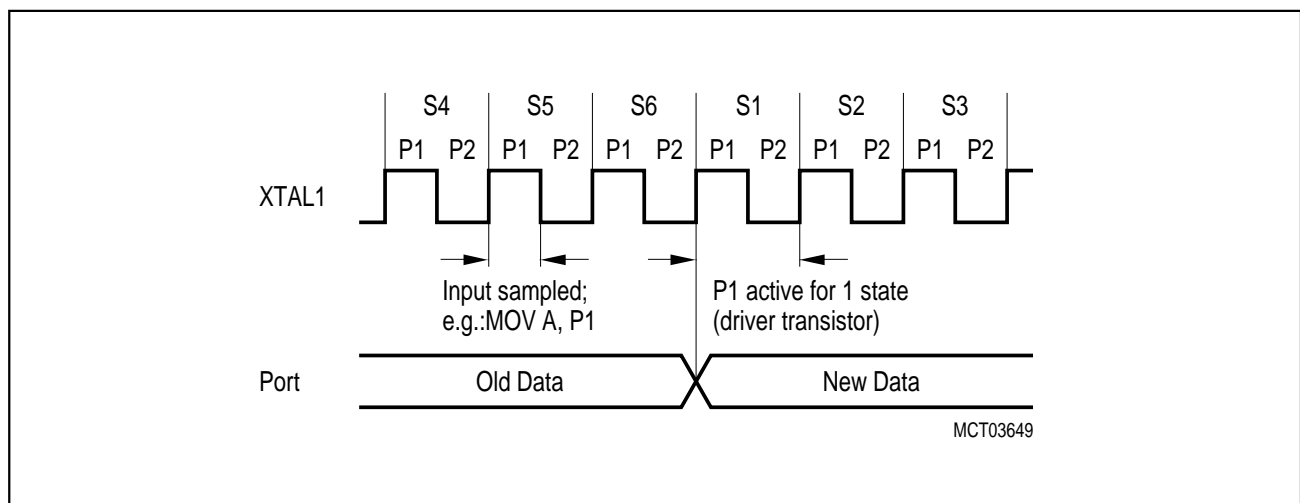 S4 S5 S6 S1 S2 S3
P1 P2 P1 P2 P1 P2 P1 P2 P1 P2 P1 P2
XTAL1
Input sampled;
e.g.:MOV A, P1
P1 active for 1 state
(driver transistor)
Port
Old Data
New Data
MCT03649